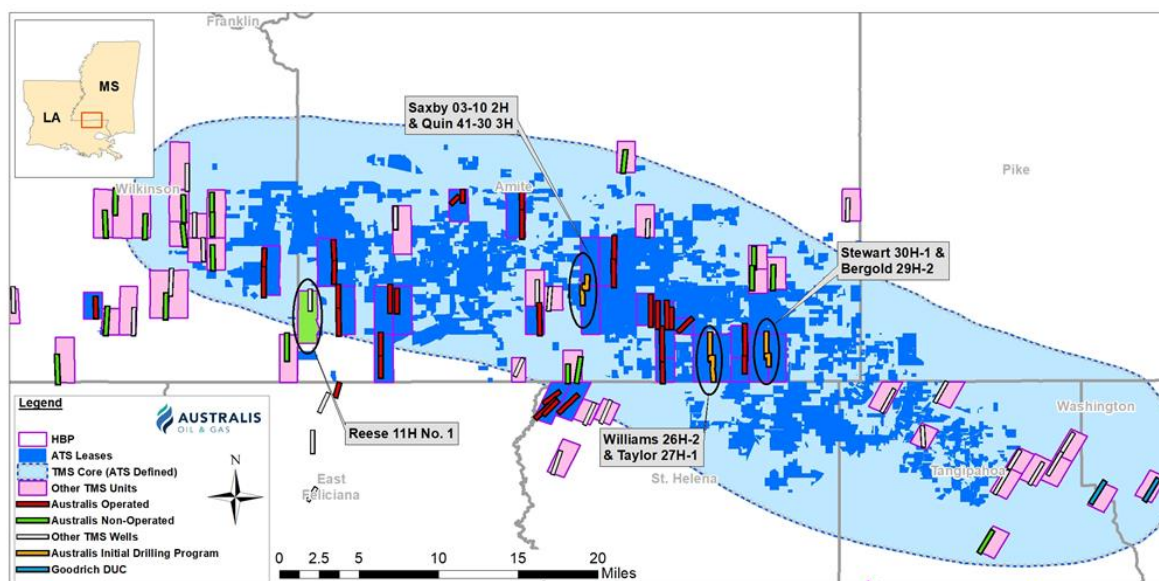 Franklin
MS
LA
Saxby 03-10 2H
& Quin 41-30 3H
Wilkinson
Amite
Pike
Stewart 30H-1 &
Bergold 29H-2
Reese 11H No. 1
Williams 26H-2
& Taylor 27H-1
Washington
Tangipahoa
St. Helena
East
Feliciana
Legend
AUSTRALIS
OIL & GAS
HBP
ATS Leases
TMS Core (ATS Defined)
Other TMS Units
Australis Operated
Australis Non-Operated
Other TMS Wells
Australis Initial Drilling Program
Goodrich DUC
N
0 2.5 5 10 15 20
Miles